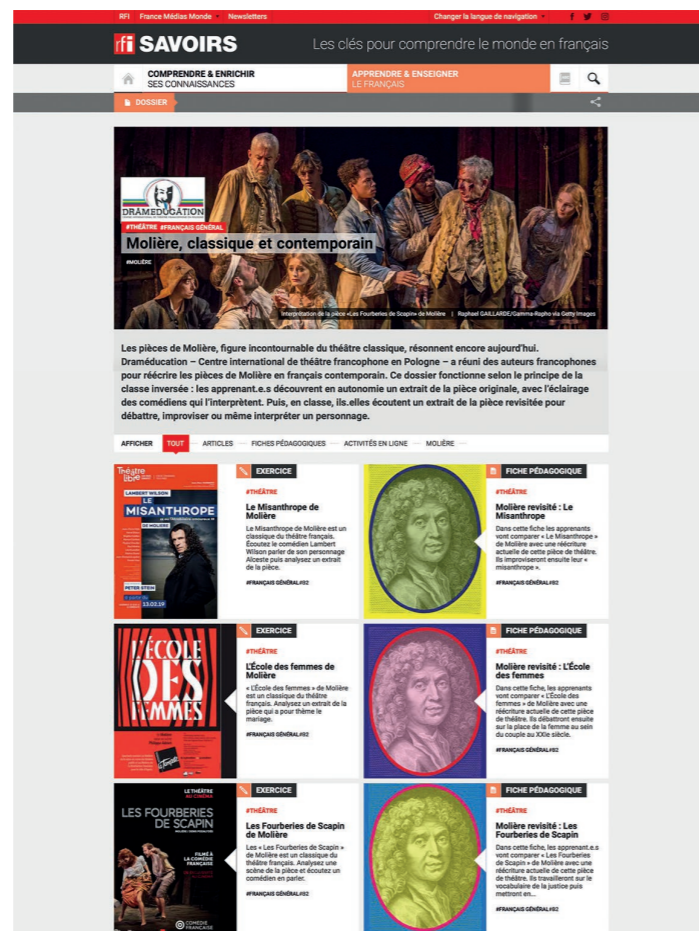 RFI France Médias Monde Newsletters Changer la langue de navigation
rfi SAVOIRS Les clés pour comprendre le monde en français
COMPRENDRE & ENRICHIR
SES CONNAISSANCES
APPRENDRE & ENSEIGNER
LE FRANÇAIS
DOSSIER
DRAMEDUCATION
#THÉÂTRE #FRANÇAIS GÉNÉRAL
Molière, classique et contemporain
#MOLIÈRE
Interprétation de la pièce «Les Fourberies de Scapin» de Molière | Raphael GAILLARDE/Gamma-Rapho via Getty Images
Les pièces de Molière, figure incontournable du théâtre classique, résonnent encore aujourd'hui.
Draméducation – Centre international de théâtre francophone en Pologne – a réuni des auteurs francophones
pour réécrire les pièces de Molière en français contemporain. Ce dossier fonctionne selon le principe de la
classe inversée : les apprenant.e.s découvrent en autonomie un extrait de la pièce originale, avec l'éclairage
des comédiens qui l'interprètent. Puis, en classe, ils.elles écoutent un extrait de la pièce revisitée pour
débattre, improviser ou même interpréter un personnage.
AFFICHER TOUT ARTICLES FICHES PÉDAGOGIQUES ACTIVITÉS EN LIGNE MOLIÈRE
Théâtre
libre
LAMBERT WILSON
LE
MISANTHROPE
DE MOLIÈRE
PETER STEIN
13.02.19
EXERCICE
#THÉÂTRE
Le Misanthrope de
Molière
Le Misanthrope de Molière est un
classique du théâtre français.
Écoutez le comédien Lambert
Wilson parler de son personnage
Alceste puis analysez un extrait
de la pièce.
#FRANÇAIS GÉNÉRAL#B2
FICHE PÉDAGOGIQUE
#THÉÂTRE
Molière revisité : Le
Misanthrope
Dans cette fiche les apprenants
vont comparer « Le Misanthrope »
de Molière avec une réécriture
actuelle de cette pièce de théâtre.
Ils improviseront ensuite leur «
misanthrope ».
#FRANÇAIS GÉNÉRAL#B2
L'ÉCOLE
DES
FEMMES
EXERCICE
#THÉÂTRE
L'École des femmes de
Molière
« L'École des femmes » de Molière
est un classique du théâtre
français. Analysez un extrait de la
pièce qui a pour thème le
mariage.
#FRANÇAIS GÉNÉRAL#B2
FICHE PÉDAGOGIQUE
#THÉÂTRE
Molière revisité : L'École
des femmes
Dans cette fiche, les apprenants
vont comparer « L'École des
femmes » de Molière avec une
réécriture actuelle de cette pièce
de théâtre. Ils débattront ensuite
sur la place de la femme au sein
du couple au XXIe siècle.
#FRANÇAIS GÉNÉRAL#B2
LE THÉÂTRE
AU CINÉMA
LES FOURBERIES
DE SCAPIN
FILMÉ À
LA COMÉDIE
FRANÇAISE
COMÉDIE
FRANÇAISE
EXERCICE
#THÉÂTRE
Les Fourberies de Scapin
de Molière
Les « Les Fourberies de Scapin »
de Molière est un classique du
théâtre français. Analysez une
scène de la pièce et écoutez un
comédien en parler.
#FRANÇAIS GÉNÉRAL#B2
FICHE PÉDAGOGIQUE
#THÉÂTRE
Molière revisité : Les
Fourberies de Scapin
Dans cette fiche, les apprenant.e.s
vont comparer « Les Fourberies
de Scapin » de Molière avec une
réécriture actuelle de cette pièce
de théâtre. Ils travailleront sur le
vocabulaire de la justice puis
mettront en...
#FRANÇAIS GÉNÉRAL#B2